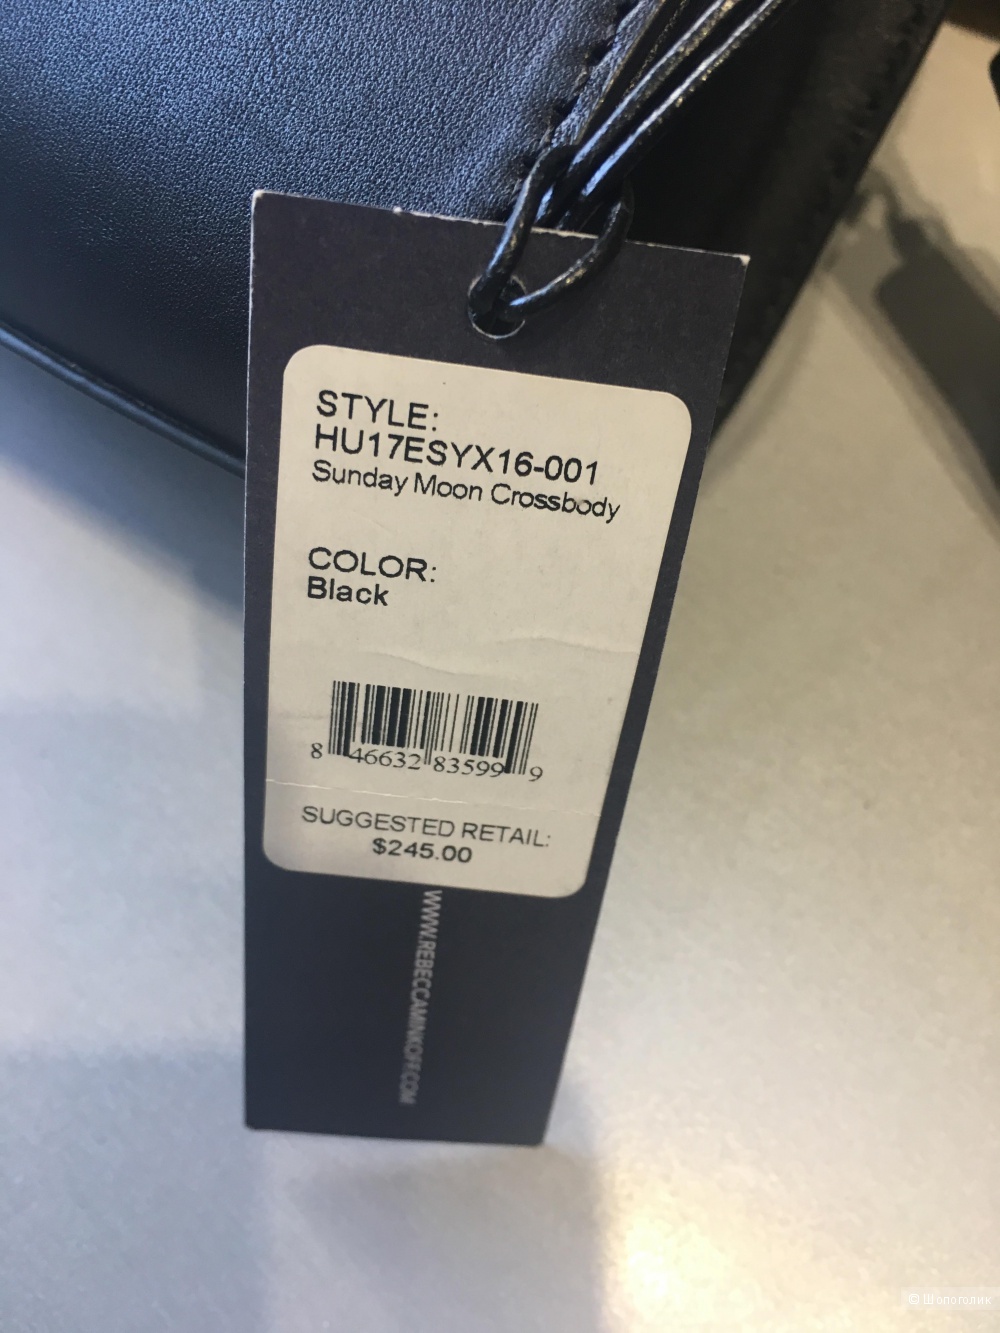 STYLE:
HU17ESYX16-001
Sunday Moon Crossbody
COLOR:
Black
8 46632 83599 9
SUGGESTED RETAIL:
$245.00
WWW.REBECCAMINKOFF.COM
© Шопоголик